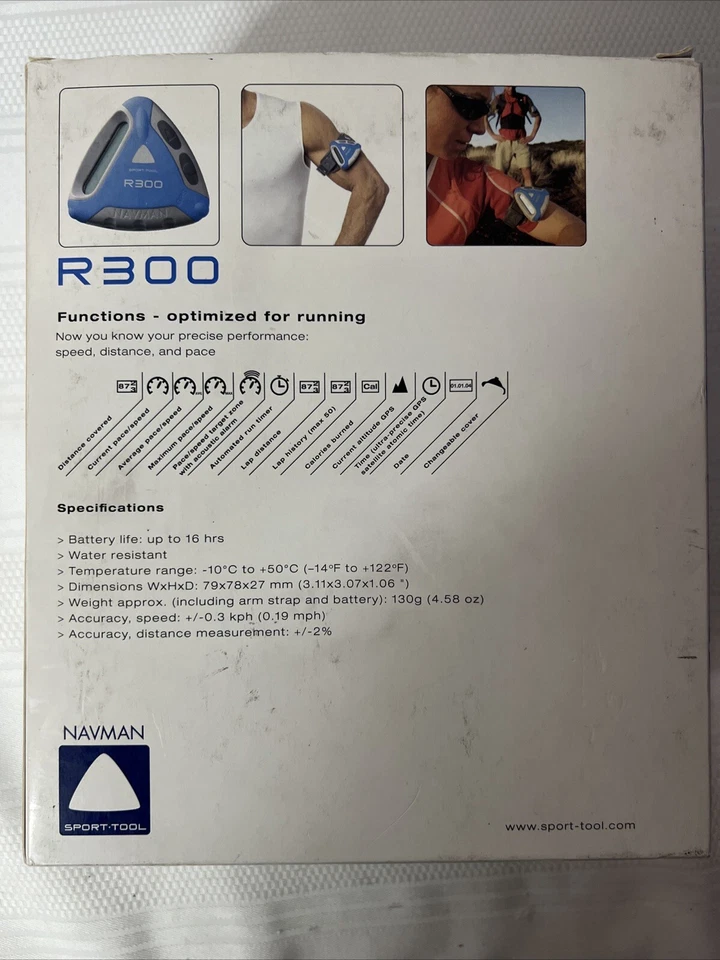 sport-tool
R300
NAVMAN
R300
Functions - optimized for running
Now you know your precise performance:
speed, distance, and pace
Cal
01.01.04
Distance covered
Current pace/speed
Average pace/speed
Maximum pace/speed
Pace/speed target zone
with acoustic alarm
Automated run timer
Lap distance
Lap history (max 50)
Calories burned
Current altitude GPS
Time (ultra-precise GPS
satellite atomic time)
Date
Changeable cover
Specifications
> Battery life: up to 16 hrs
> Water resistant
> Temperature range: -10°C to +50°C (–14°F to +122°F)
> Dimensions WxHxD: 79x78x27 mm (3.11x3.07x1.06 ")
> Weight approx. (including arm strap and battery): 130g (4.58 oz)
> Accuracy, speed: +/-0.3 kph (0.19 mph)
> Accuracy, distance measurement: +/-2%
NAVMAN
SPORT·TOOL
www.sport-tool.com